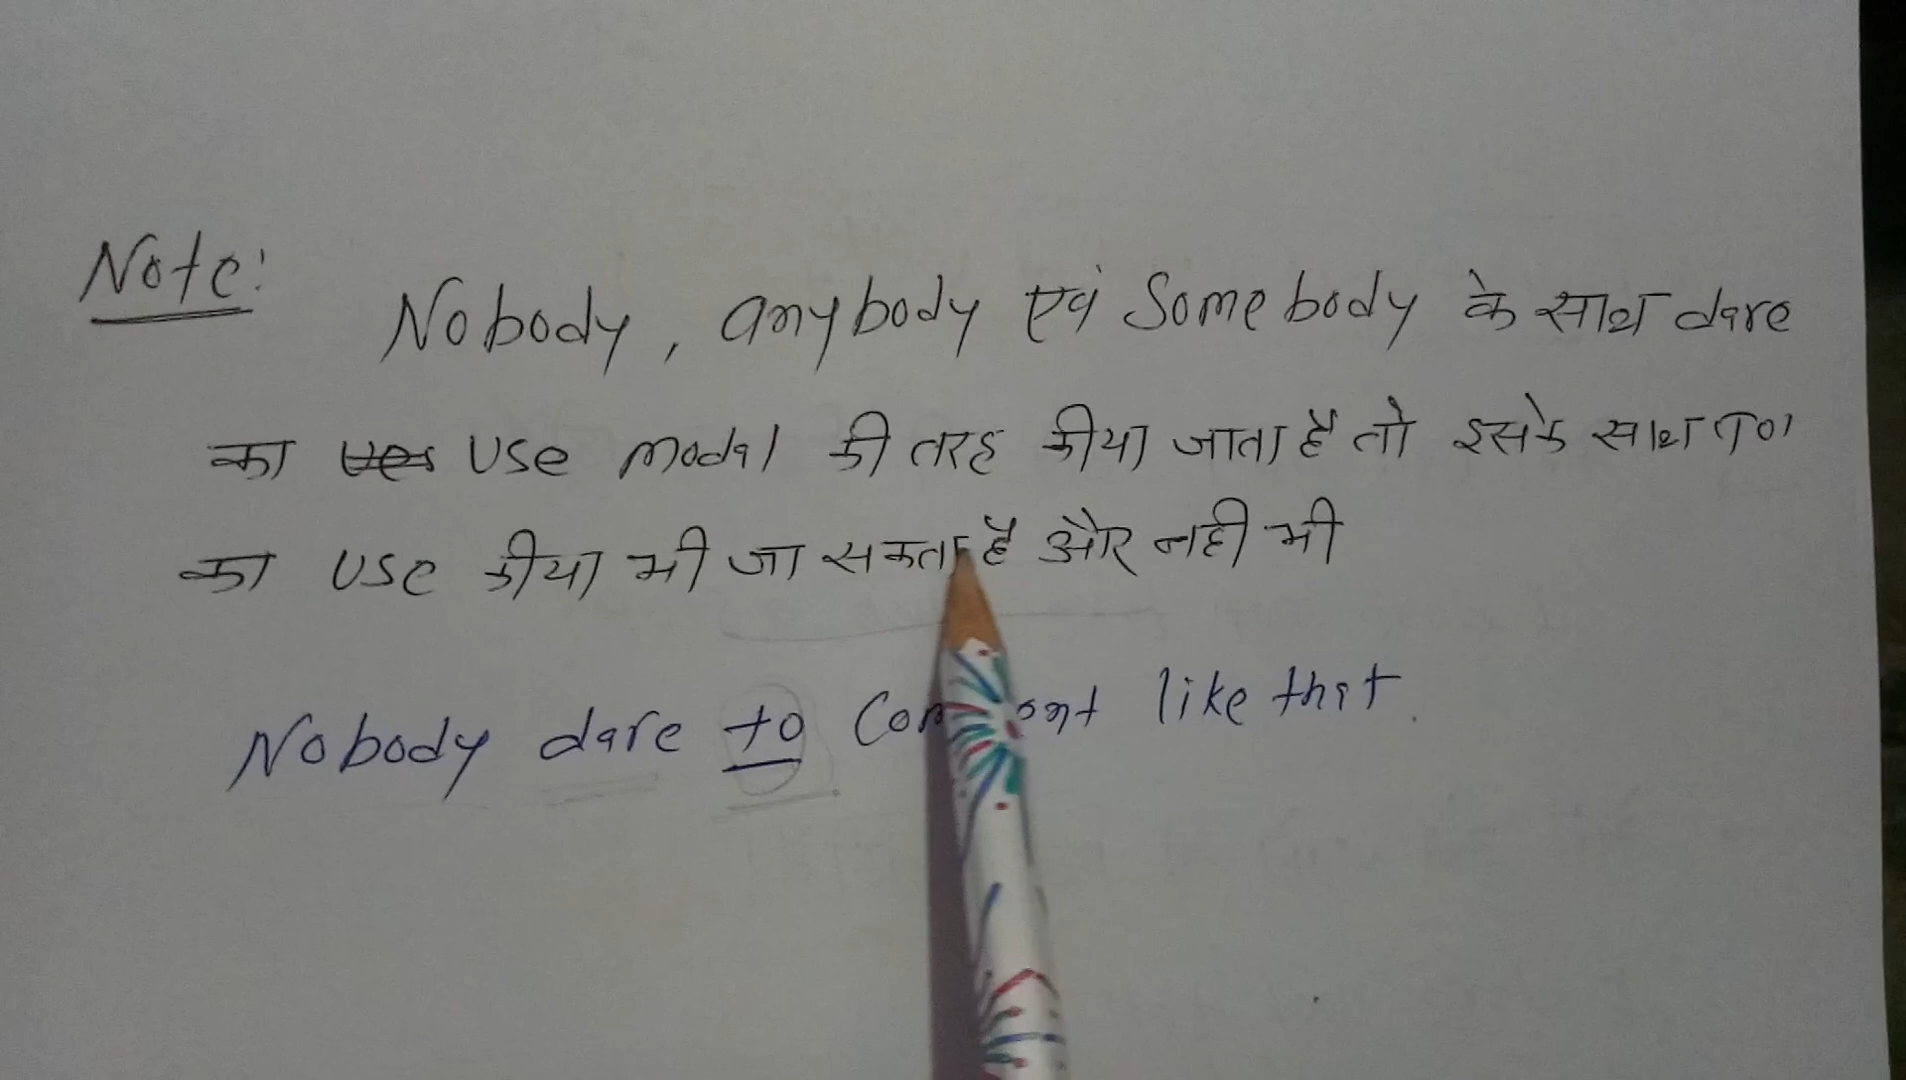 Note:
Nobody, anybody एवं Somebody के साथ dare
का use modal की तरह कीया जाता है तो इसके साथ To
का use कीया भी जा सकता है और नही भी
Nobody dare to like that.